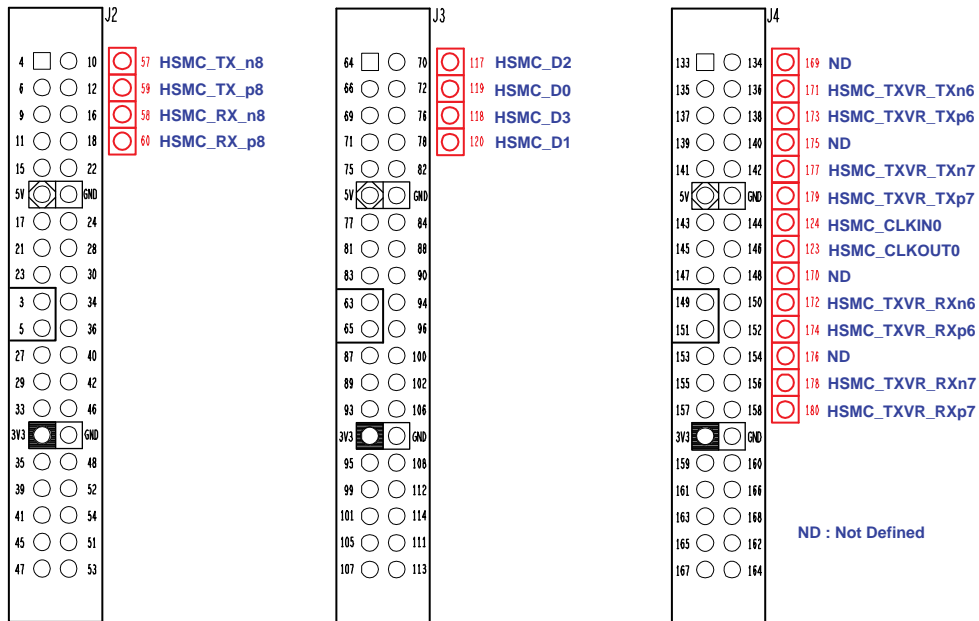 J2
4 10 57 HSMC_TX_n8
6 12 59 HSMC_TX_p8
9 16 58 HSMC_RX_n8
11 18 60 HSMC_RX_p8
15 22
5V GND
17 24
21 28
23 30
3 34
5 36
27 40
29 42
33 46
3V3 GND
35 48
39 52
41 54
45 51
47 53
J3
64 70 117 HSMC_D2
66 72 119 HSMC_D0
69 76 118 HSMC_D3
71 78 120 HSMC_D1
75 82
5V GND
77 84
81 88
83 90
63 94
65 96
87 100
89 102
93 106
3V3 GND
95 108
99 112
101 114
105 111
107 113
J4
133 134 169 ND
135 136 171 HSMC_TXVR_TXn6
137 138 173 HSMC_TXVR_TXp6
139 140 175 ND
141 142 177 HSMC_TXVR_TXn7
5V GND 179 HSMC_TXVR_TXp7
143 144 124 HSMC_CLKIN0
145 146 123 HSMC_CLKOUT0
147 148 170 ND
149 150 172 HSMC_TXVR_RXn6
151 152 174 HSMC_TXVR_RXp6
153 154 176 ND
155 156 178 HSMC_TXVR_RXn7
157 158 180 HSMC_TXVR_RXp7
3V3 GND
159 160
161 166
163 168
165 162
167 164
ND : Not Defined